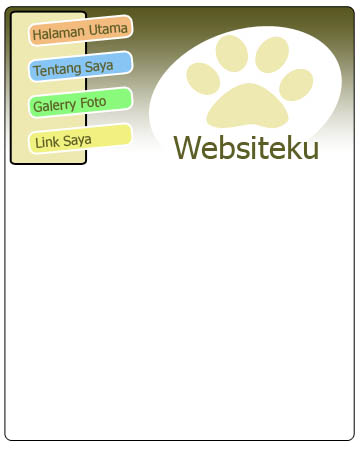 Halaman Utama
Tentang Saya
Galerry Foto
Link Saya
Websiteku